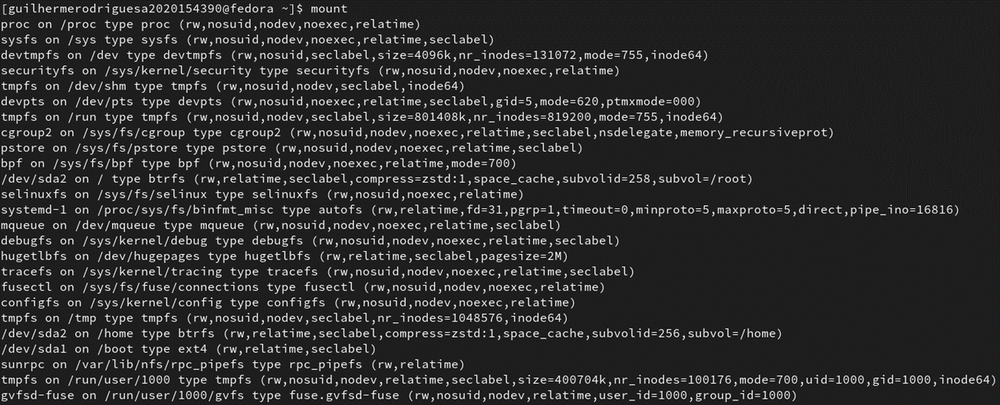 [guilhermerodriguesa2020154390@fedora ~]$ mount
proc on /proc type proc (rw,nosuid,nodev,noexec,relatime)
sysfs on /sys type sysfs (rw,nosuid,nodev,noexec,relatime,seclabel)
devtmpfs on /dev type devtmpfs (rw,nosuid,seclabel,size=4096k,nr_inodes=131072,mode=755,inode64)
securityfs on /sys/kernel/security type securityfs (rw,nosuid,nodev,noexec,relatime)
tmpfs on /dev/shm type tmpfs (rw,nosuid,nodev,seclabel,inode64)
devpts on /dev/pts type devpts (rw,nosuid,noexec,relatime,seclabel,gid=5,mode=620,ptmxmode=000)
tmpfs on /run type tmpfs (rw,nosuid,nodev,seclabel,size=801408k,nr_inodes=819200,mode=755,inode64)
cgroup2 on /sys/fs/cgroup type cgroup2 (rw,nosuid,nodev,noexec,relatime,seclabel,nsdelegate,memory_recursiveprot)
pstore on /sys/fs/pstore type pstore (rw,nosuid,nodev,noexec,relatime,seclabel)
bpf on /sys/fs/bpf type bpf (rw,nosuid,nodev,noexec,relatime,mode=700)
/dev/sda2 on / type btrfs (rw,relatime,seclabel,compress=zstd:1,space_cache,subvolid=258,subvol=/root)
selinuxfs on /sys/fs/selinux type selinuxfs (rw,nosuid,noexec,relatime)
systemd-1 on /proc/sys/fs/binfmt_misc type autofs (rw,relatime,fd=31,pgrp=1,timeout=0,minproto=5,maxproto=5,direct,pipe_ino=16816)
mqueue on /dev/mqueue type mqueue (rw,nosuid,nodev,noexec,relatime,seclabel)
debugfs on /sys/kernel/debug type debugfs (rw,nosuid,nodev,noexec,relatime,seclabel)
hugetlbfs on /dev/hugepages type hugetlbfs (rw,relatime,seclabel,pagesize=2M)
tracefs on /sys/kernel/tracing type tracefs (rw,nosuid,nodev,noexec,relatime,seclabel)
fusectl on /sys/fs/fuse/connections type fusectl (rw,nosuid,nodev,noexec,relatime)
configfs on /sys/kernel/config type configfs (rw,nosuid,nodev,noexec,relatime)
tmpfs on /tmp type tmpfs (rw,nosuid,nodev,seclabel,nr_inodes=1048576,inode64)
/dev/sda2 on /home type btrfs (rw,relatime,seclabel,compress=zstd:1,space_cache,subvolid=256,subvol=/home)
/dev/sda1 on /boot type ext4 (rw,relatime,seclabel)
sunrpc on /var/lib/nfs/rpc_pipefs type rpc_pipefs (rw,relatime)
tmpfs on /run/user/1000 type tmpfs (rw,nosuid,nodev,relatime,seclabel,size=400704k,nr_inodes=100176,mode=700,uid=1000,gid=1000,inode64)
gvfsd-fuse on /run/user/1000/gvfs type fuse.gvfsd-fuse (rw,nosuid,nodev,relatime,user_id=1000,group_id=1000)